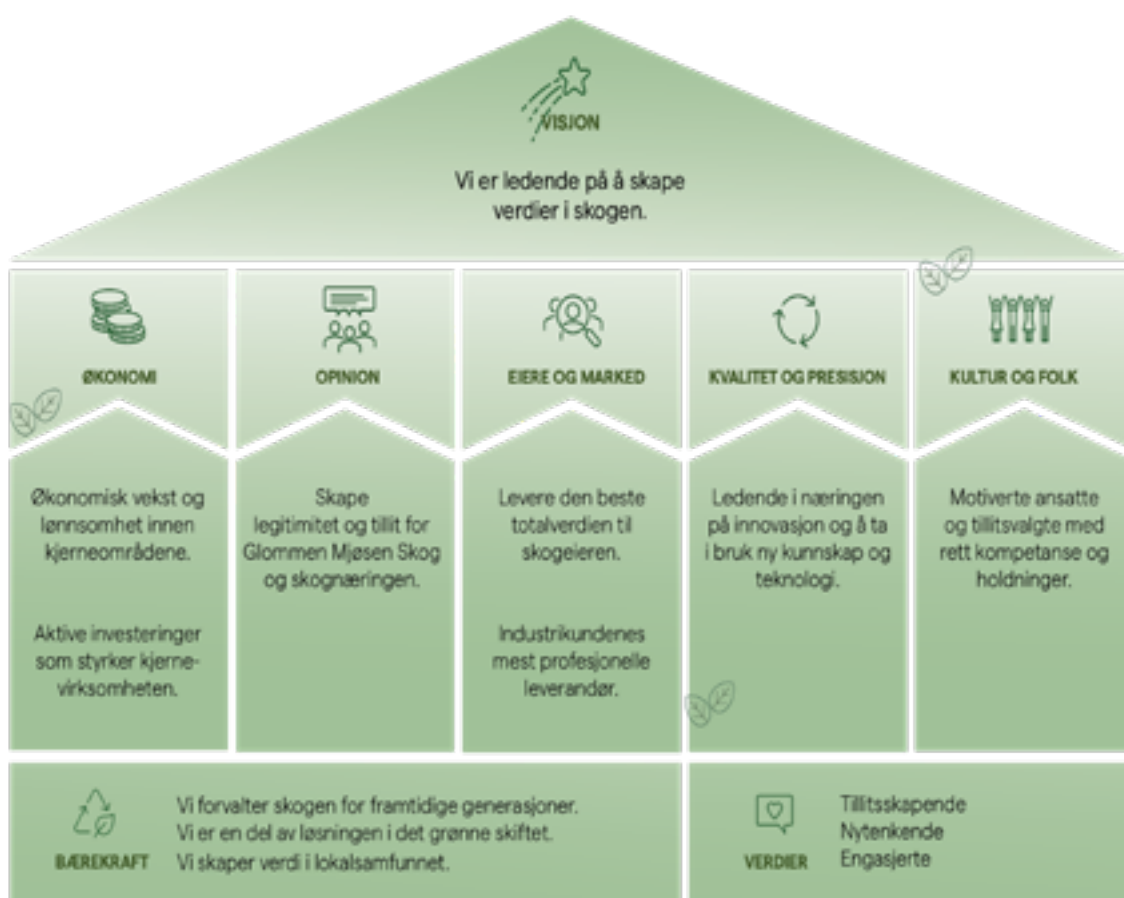 VISJON
Vi er ledende på å skape
verdier i skogen.
ØKONOMI
Økonomisk vekst og
lønnsomhet innen
kjerneområdene.
Aktive investeringer
som styrker kjerne-
virksomheten.
OPINION
Skape
legitimitet og tillit for
Glommen Mjøsen Skog
og skognæringen.
EIERE OG MARKED
Levere den beste
totalverdien til
skogeieren.
Industrikundenes
mest profesjonelle
leverandør.
KVALITET OG PRESISJON
Ledende i næringen
på innovasjon og å ta
i bruk ny kunnskap og
teknologi.
KULTUR OG FOLK
Motiverte ansatte
og tillitsvalgte med
rett kompetanse og
holdninger.
BÆREKRAFT
Vi forvalter skogen for framtidige generasjoner.
Vi er en del av løsningen i det grønne skiftet.
Vi skaper verdi i lokalsamfunnet.
VERDIER
Tillitsskapende
Nytenkende
Engasjerte